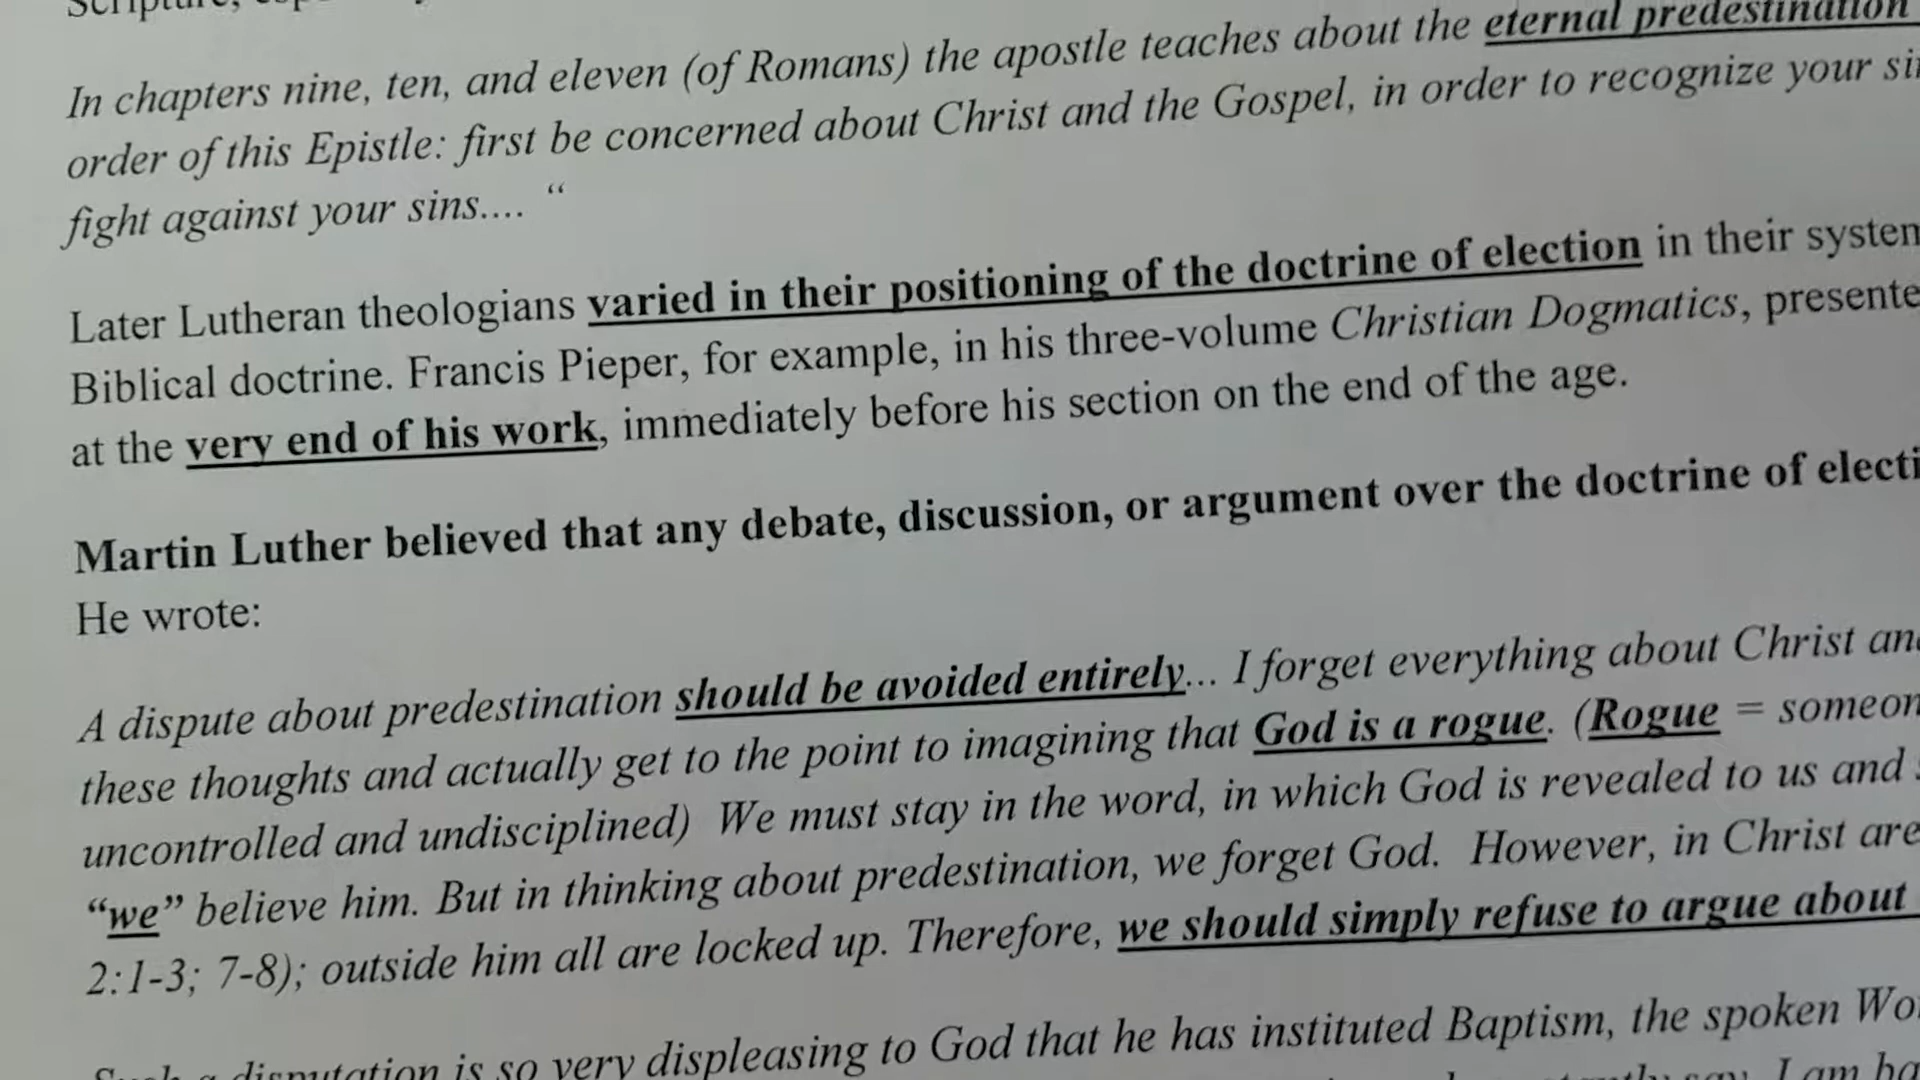 In chapters nine, ten, and eleven (of Romans) the apostle teaches about the eternal predestination
order of this Epistle: first be concerned about Christ and the Gospel, in order to recognize your
fight against your sins.... “
Later Lutheran theologians varied in their positioning of the doctrine of election in their
Biblical doctrine. Francis Pieper, for example, in his three-volume Christian Dogmatics,
at the very end of his work, immediately before his section on the end of the age.
Martin Luther believed that any debate, discussion, or argument over the doctrine of
He wrote:
A dispute about predestination should be avoided entirely... I forget everything about Christ
these thoughts and actually get to the point to imagining that God is a rogue. (Rogue =
uncontrolled and undisciplined) We must stay in the word, in which God is revealed to us and
“we” believe him. But in thinking about predestination, we forget God. However, in Christ are
2:1-3; 7-8); outside him all are locked up. Therefore, we should simply refuse to argue about
disputation is so very displeasing to God that he has instituted Baptism, the spoken
I am